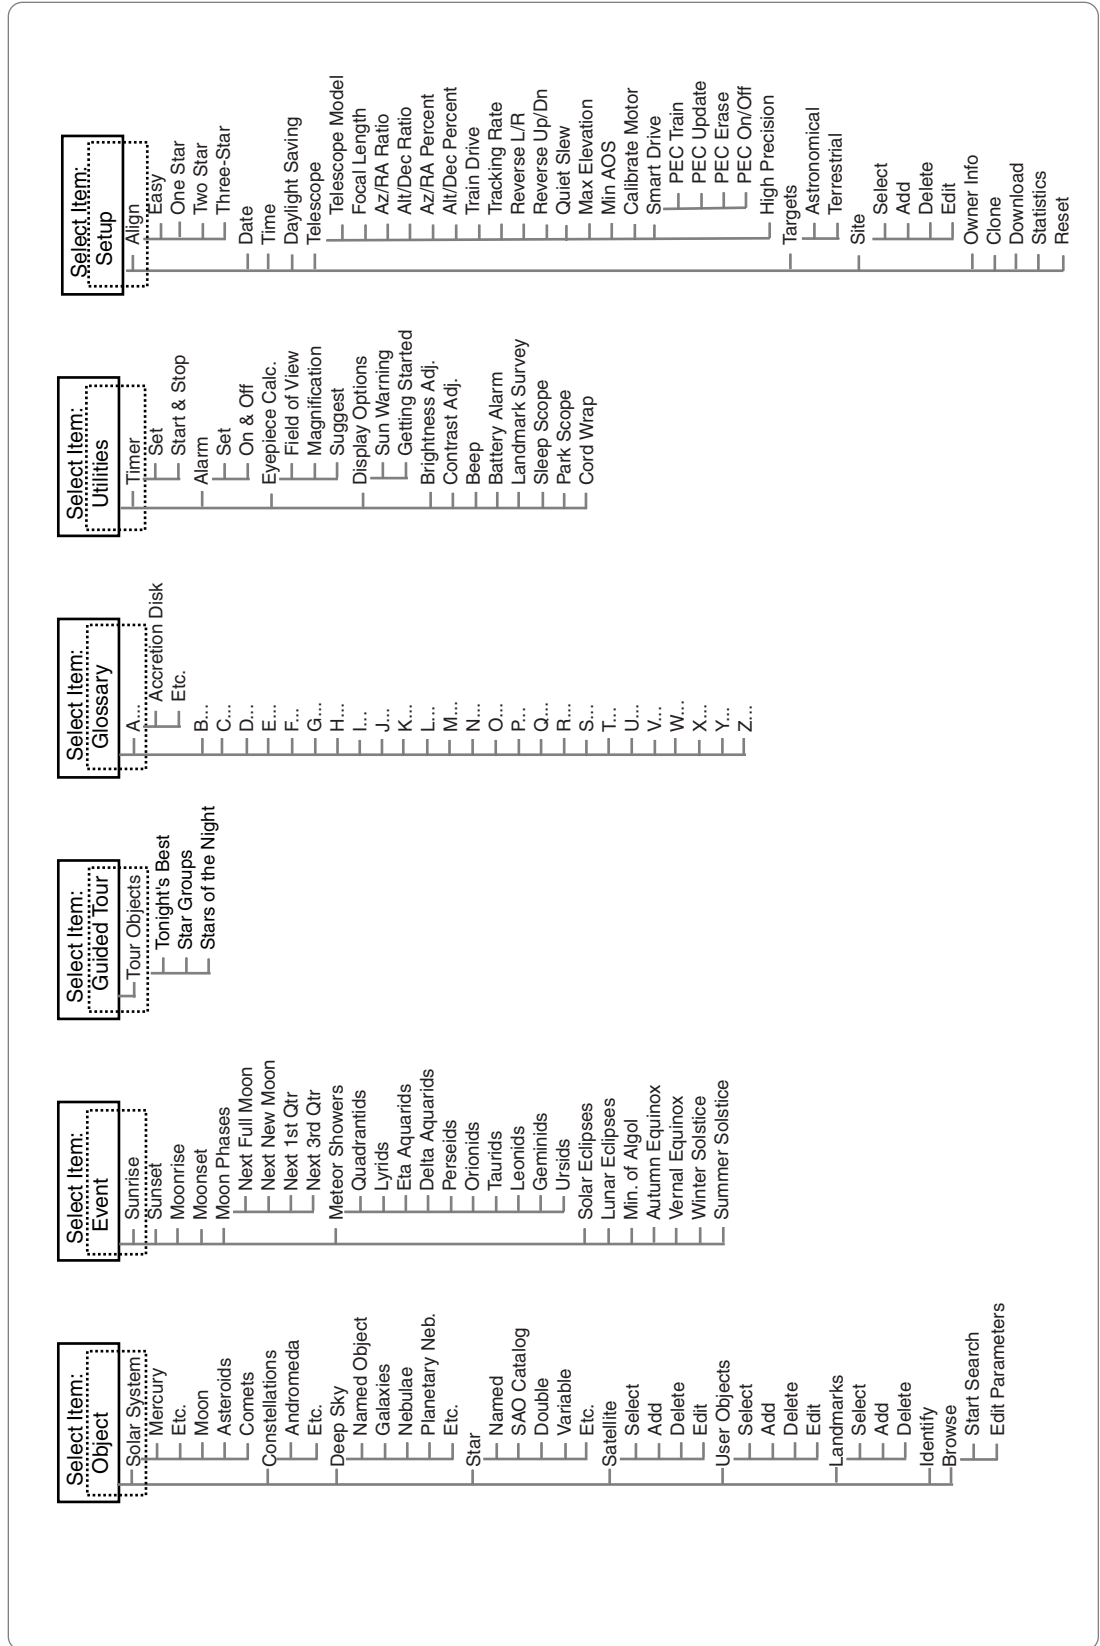 Select Item:
Object
Solar System
Mercury
Etc.
Moon
Asteroids
Comets
Constellations
Andromeda
Etc.
Deep Sky
Named Object
Galaxies
Nebulae
Planetary Neb.
Etc.
Star
Named
SAO Catalog
Double
Variable
Etc.
Satellite
Select
Add
Delete
Edit
User Objects
Select
Add
Delete
Edit
Landmarks
Select
Add
Delete
Identify
Browse
Start Search
Edit Parameters
Select Item:
Event
Sunrise
Sunset
Moonrise
Moonset
Moon Phases
Next Full Moon
Next New Moon
Next 1st Qtr
Next 3rd Qtr
Meteor Showers
Quadrantids
Lyrids
Eta Aquarids
Delta Aquarids
Perseids
Orionids
Taurids
Leonids
Geminids
Ursids
Solar Eclipses
Lunar Eclipses
Min. of Algol
Autumn Equinox
Vernal Equinox
Winter Solstice
Summer Solstice
Select Item:
Guided Tour
Tour Objects
Tonight's Best
Star Groups
Stars of the Night
Select Item:
Glossary
A...
Accretion Disk
Etc.
B...
C...
D...
E...
F...
G...
H...
I...
J...
K...
L...
M...
N...
O...
P...
Q...
R...
S...
T...
U...
V...
W...
X...
Y...
Z...
Select Item:
Utilities
Timer
Set
Start & Stop
Alarm
Set
On & Off
Eyepiece Calc.
Field of View
Magnification
Suggest
Display Options
Sun Warning
Getting Started
Brightness Adj.
Contrast Adj.
Beep
Battery Alarm
Landmark Survey
Sleep Scope
Park Scope
Cord Wrap
Select Item:
Setup
Align
Easy
One Star
Two Star
Three-Star
Date
Time
Daylight Saving
Telescope
Telescope Model
Focal Length
Az/RA Ratio
Alt/Dec Ratio
Az/RA Percent
Alt/Dec Percent
Train Drive
Tracking Rate
Reverse L/R
Reverse Up/Dn
Quiet Slew
Max Elevation
Min AOS
Calibrate Motor
Smart Drive
PEC Train
PEC Update
PEC Erase
PEC On/Off
High Precision
Targets
Astronomical
Terrestrial
Site
Select
Add
Delete
Edit
Owner Info
Clone
Download
Statistics
Reset